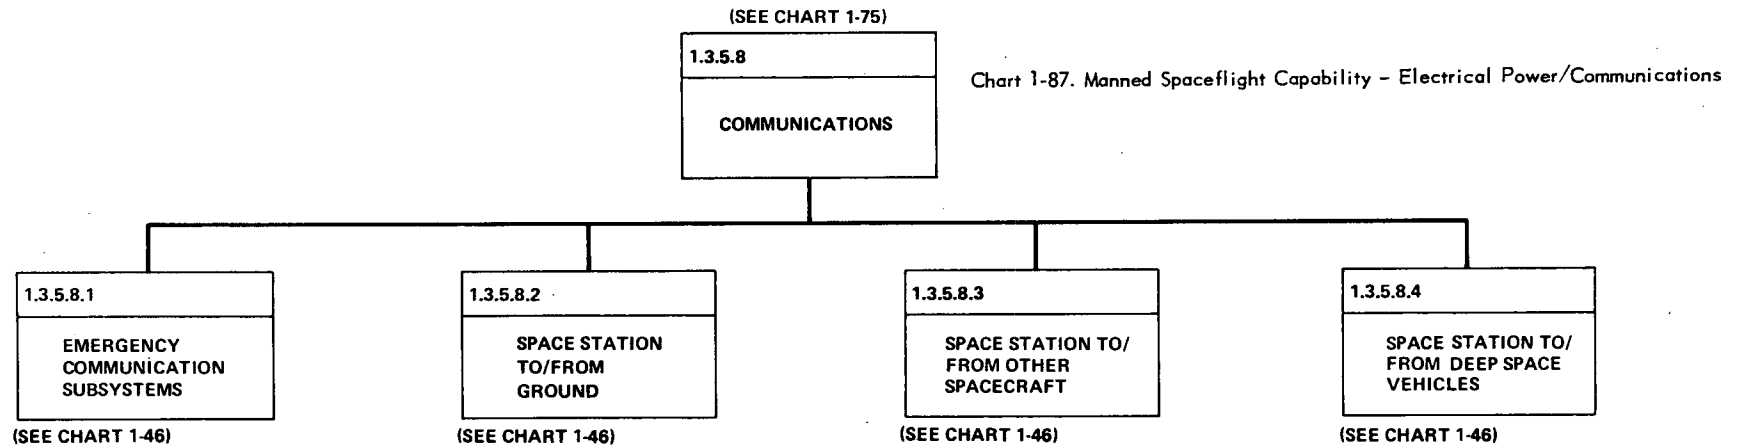 (SEE CHART 1-75)
1.3.5.8
COMMUNICATIONS
Chart 1-87. Manned Spaceflight Capability - Electrical Power/Communications
1.3.5.8.1
EMERGENCY
COMMUNICATION
SUBSYSTEMS
(SEE CHART 1-46)
1.3.5.8.2
SPACE STATION
TO/FROM
GROUND
(SEE CHART 1-46)
1.3.5.8.3
SPACE STATION TO/
FROM OTHER
SPACECRAFT
(SEE CHART 1-46)
1.3.5.8.4
SPACE STATION TO/
FROM DEEP SPACE
VEHICLES
(SEE CHART 1-46)